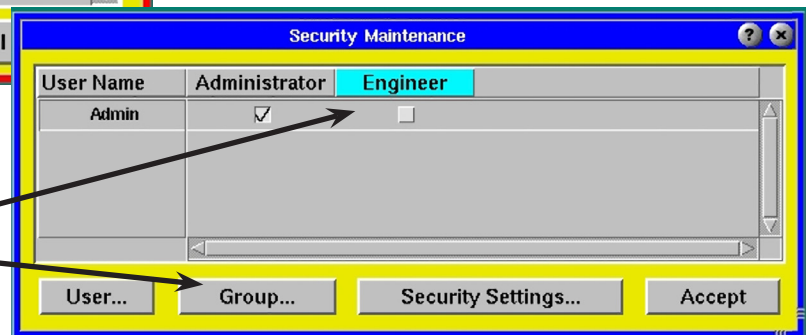 Security Maintenance
User Name Administrator Engineer
Admin
User... Group... Security Settings... Accept